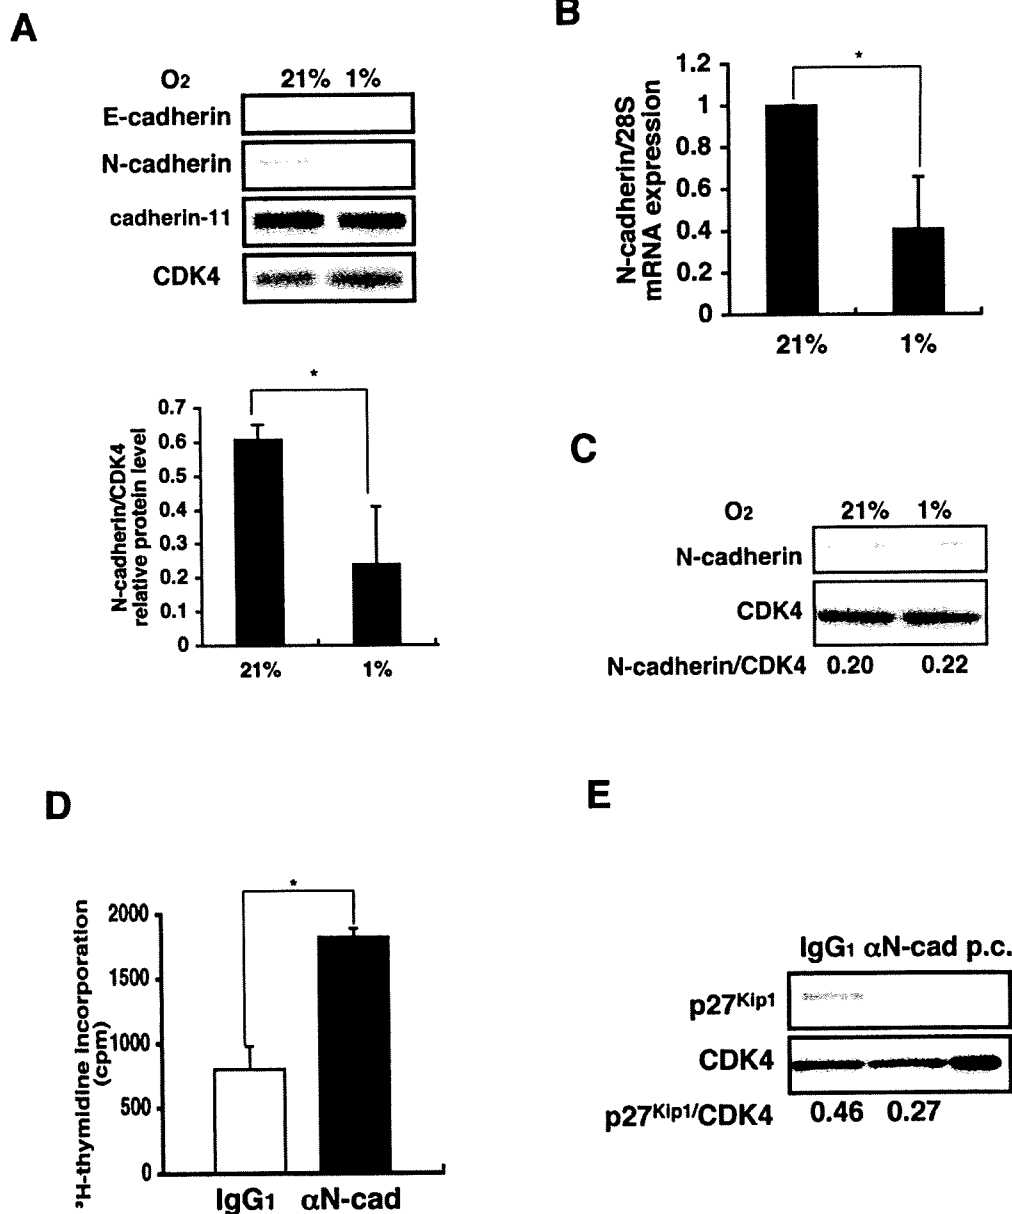 A
O2 21% 1%
E-cadherin
N-cadherin
cadherin-11
CDK4
*
N-cadherin/CDK4
relative protein level
0.7
0.6
0.5
0.4
0.3
0.2
0.1
0
21% 1%
B
*
N-cadherin/28S
mRNA expression
1.2
1
0.8
0.6
0.4
0.2
0
21% 1%
C
O2 21% 1%
N-cadherin
CDK4
N-cadherin/CDK4 0.20 0.22
D
*
³H-thymidine incorporation
(cpm)
2000
1500
1000
500
0
IgG1 αN-cad
E
IgG1 αN-cad p.c.
p27Kip1
CDK4
p27Kip1/CDK4 0.46 0.27